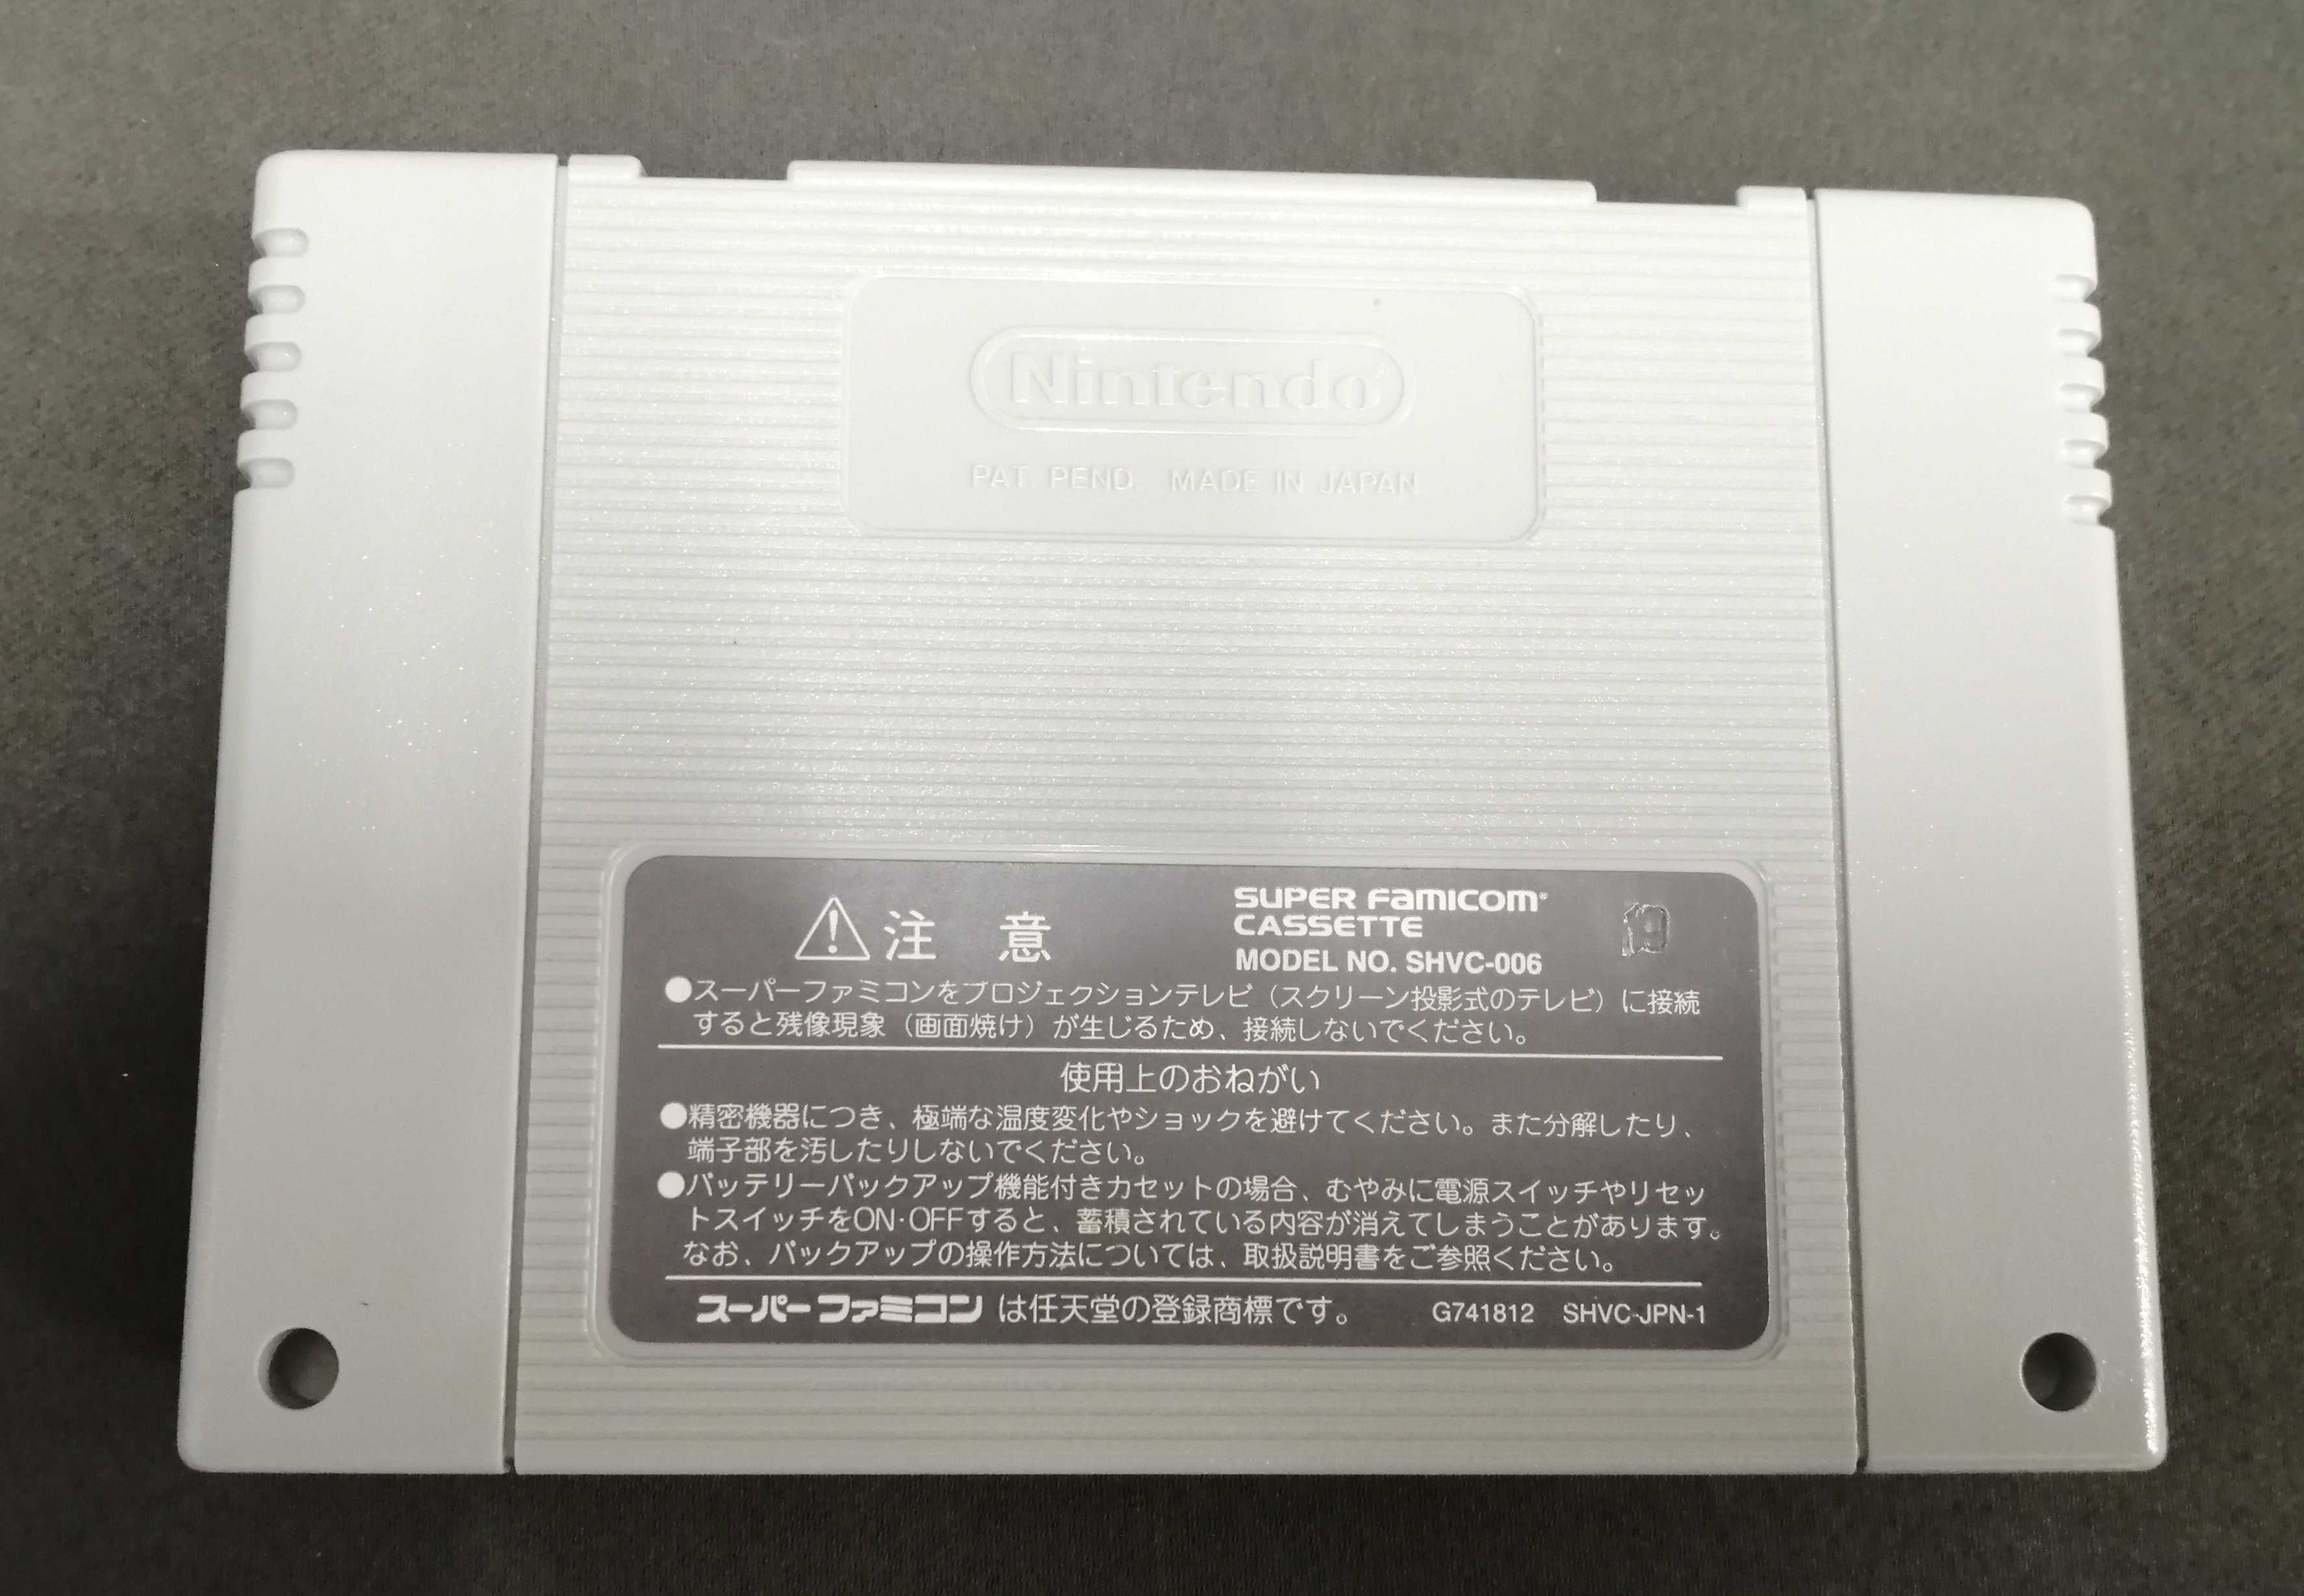 Nintendo®
PAT. PEND. MADE IN JAPAN
⚠注 意
SUPER FAMICOM®
CASSETTE
MODEL NO. SHVC-006
19
●スーパーファミコンをプロジェクションテレビ（スクリーン投影式のテレビ）に接続
すると残像現象（画面焼け）が生じるため、接続しないでください。
使用上のおねがい
●精密機器につき、極端な温度変化やショックを避けてください。また分解したり、
端子部を汚したりしないでください。
●バッテリーバックアップ機能付きカセットの場合、むやみに電源スイッチやリセッ
トスイッチをON・OFFすると、蓄積されている内容が消えてしまうことがあります。
なお、バックアップの操作方法については、取扱説明書をご参照ください。
スーパーファミコン は任天堂の登録商標です。 G741812 SHVC-JPN-1